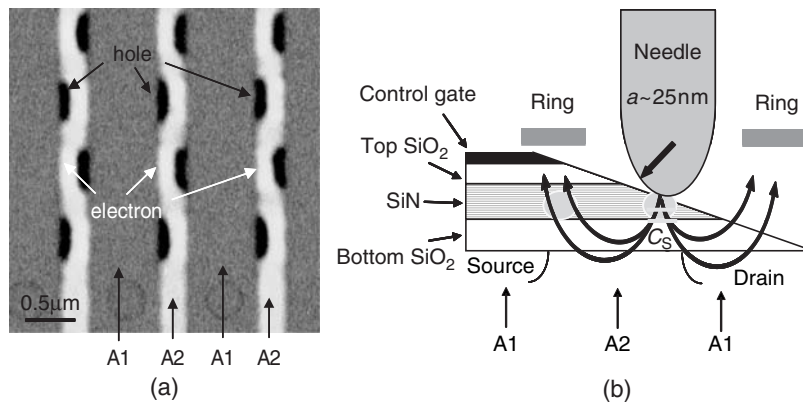 hole
electron
0.5μm
A1
A2
A1
A2
(a)
Needle
a~25nm
Control gate
Ring
Ring
Top SiO2
SiN
Bottom SiO2
CS
Source
Drain
A1
A2
A1
(b)